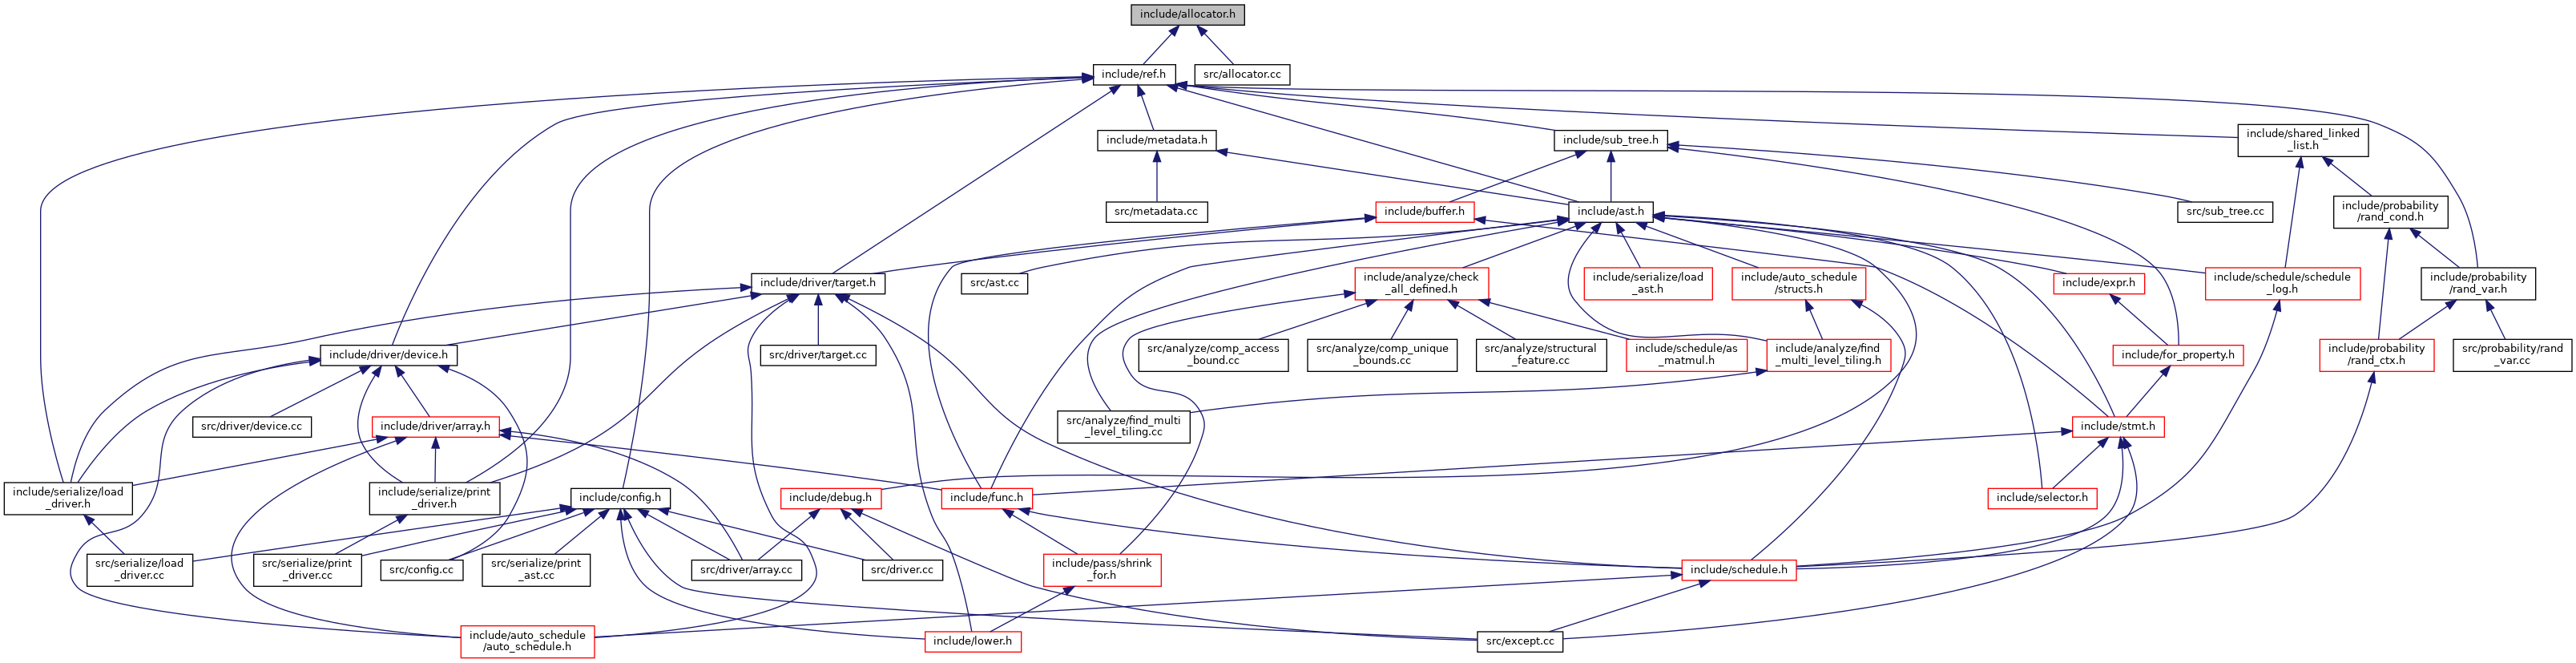 include/allocator.h
include/ref.h
src/allocator.cc
include/metadata.h
include/sub_tree.h
include/shared_linked
_list.h
src/metadata.cc
include/buffer.h
include/ast.h
include/probability
/rand_cond.h
src/sub_tree.cc
include/driver/target.h
src/ast.cc
include/analyze/check
_all_defined.h
include/serialize/load
_ast.h
include/auto_schedule
/structs.h
include/expr.h
include/schedule/schedule
_log.h
include/probability
/rand_var.h
include/driver/device.h
src/driver/target.cc
src/analyze/comp_access
_bound.cc
src/analyze/comp_unique
_bounds.cc
src/analyze/structural
_feature.cc
include/schedule/as
_matmul.h
include/analyze/find
_multi_level_tiling.h
include/for_property.h
include/probability
/rand_ctx.h
src/probability/rand
_var.cc
src/driver/device.cc
include/driver/array.h
src/analyze/find_multi
_level_tiling.cc
include/stmt.h
include/serialize/load
_driver.h
include/serialize/print
_driver.h
include/config.h
include/debug.h
include/func.h
include/selector.h
src/serialize/load
_driver.cc
src/serialize/print
_driver.cc
src/config.cc
src/serialize/print
_ast.cc
src/driver/array.cc
src/driver.cc
include/pass/shrink
_for.h
include/schedule.h
include/auto_schedule
/auto_schedule.h
include/lower.h
src/except.cc